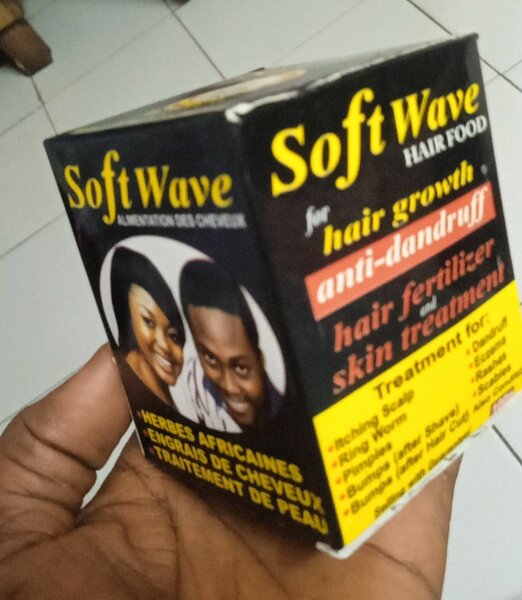 Soft Wave
ALIMENTATION DES CHEVEUX
HERBES AFRICAINES
ENGRAIS DE CHEVEUX
TRAITEMENT DE PEAU
Soft Wave
HAIR FOOD
for
hair growth
anti-dandruff
hair fertilizer
and
skin treatment
Treatment for:
•Itching Scalp
•Ring Worm
•Pimples
•Bumps (after Shave)
•Bumps (after Hair Cut)
•Dandruff
•Eczema
•Rashes
•Scabies